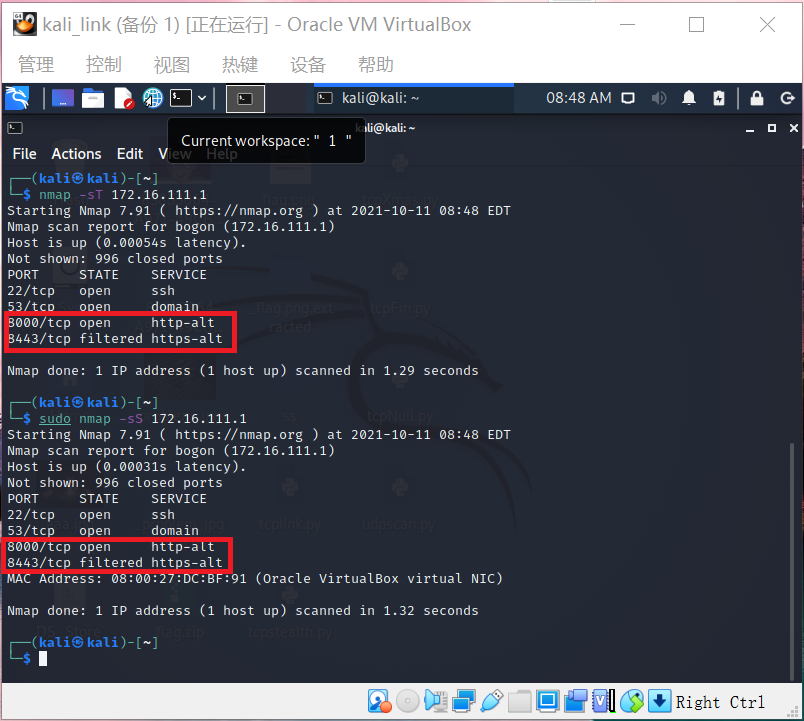 kali_link (备份 1) [正在运行] - Oracle VM VirtualBox
管理 控制 视图 热键 设备 帮助
kali@kali: ~ 08:48 AM
kali@kali: ~
Current workspace: " 1 "
File Actions Edit View Help
┌──(kali㉿kali)-[~]
└─$ nmap -sT 172.16.111.1
Starting Nmap 7.91 ( https://nmap.org ) at 2021-10-11 08:48 EDT
Nmap scan report for bogon (172.16.111.1)
Host is up (0.00054s latency).
Not shown: 996 closed ports
PORT STATE SERVICE
22/tcp open ssh
53/tcp open domain
8000/tcp open http-alt
8443/tcp filtered https-alt
Nmap done: 1 IP address (1 host up) scanned in 1.29 seconds
┌──(kali㉿kali)-[~]
└─$ sudo nmap -sS 172.16.111.1
Starting Nmap 7.91 ( https://nmap.org ) at 2021-10-11 08:48 EDT
Nmap scan report for bogon (172.16.111.1)
Host is up (0.00031s latency).
Not shown: 996 closed ports
PORT STATE SERVICE
22/tcp open ssh
53/tcp open domain
8000/tcp open http-alt
8443/tcp filtered https-alt
MAC Address: 08:00:27:DC:BF:91 (Oracle VirtualBox virtual NIC)
Nmap done: 1 IP address (1 host up) scanned in 1.32 seconds
flag.zip tcpstealth.py
┌──(kali㉿kali)-[~]
└─$
Right Ctrl